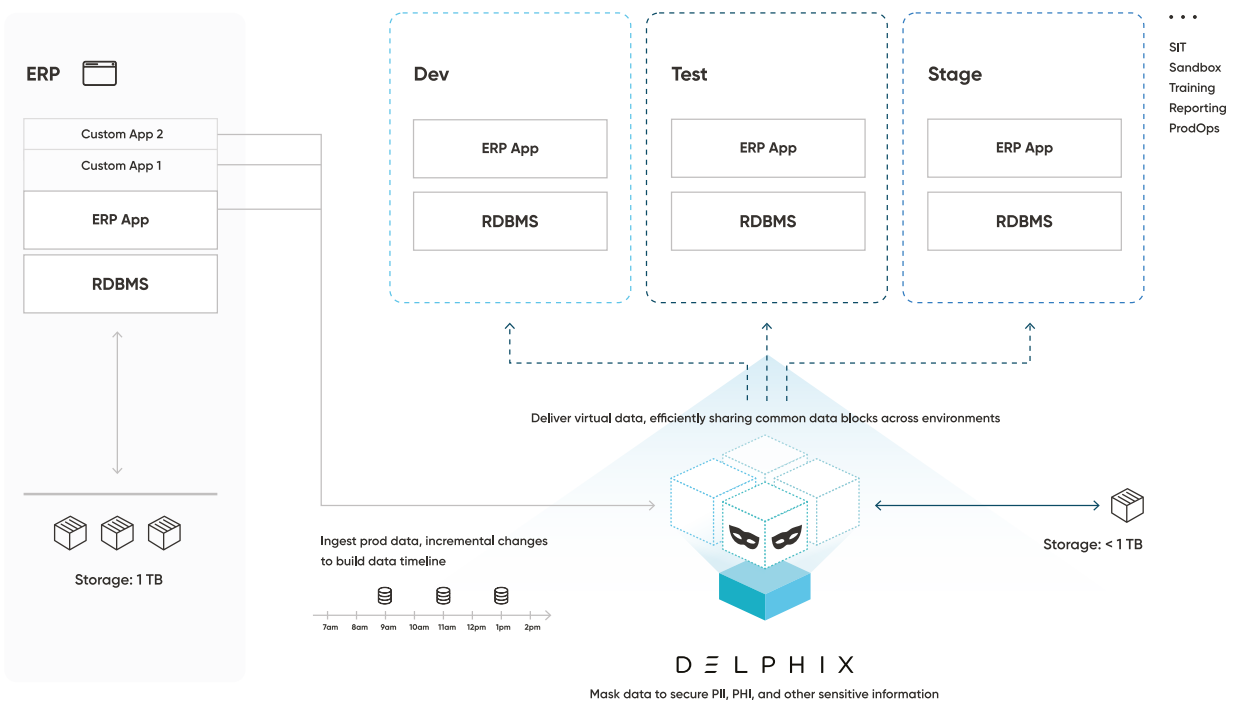 ERP
Custom App 2
Custom App 1
ERP App
RDBMS
Storage: 1 TB
Dev
ERP App
RDBMS
Test
ERP App
RDBMS
Stage
ERP App
RDBMS
...
SIT
Sandbox
Training
Reporting
ProdOps
Deliver virtual data, efficiently sharing common data blocks across environments
Ingest prod data, incremental changes
to build data timeline
7am 8am 9am 10am 11am 12pm 1pm 2pm
Storage: < 1 TB
DELPHIX
Mask data to secure PII, PHI, and other sensitive information